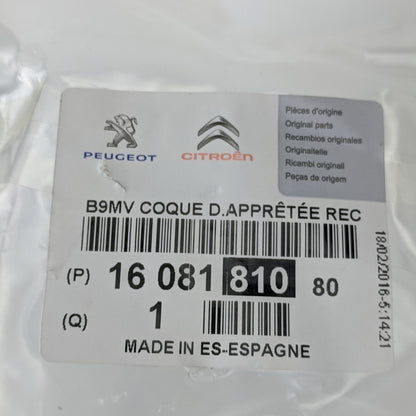 PEUGEOT
CITROËN
Pièces d'origine
Original parts
Recambios originales
Originalteile
Ricambi originali
Peças de origem
B9MV COQUE D.APPRÊTÉE REC
(P) 16 081 810 80
(Q) 1
MADE IN ES-ESPAGNE
18/02/2016-5:14:21